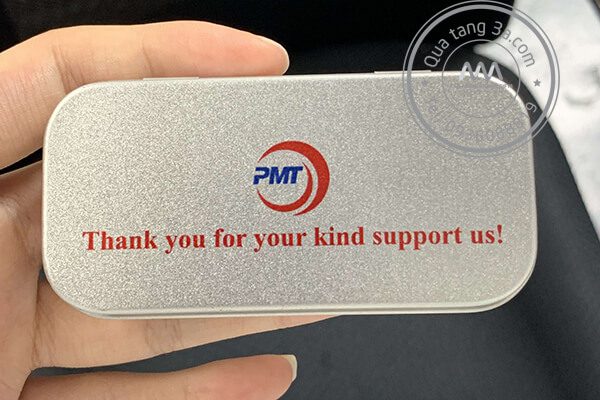 Qua tang 3a.com
PMT
Thank you for your kind support us!